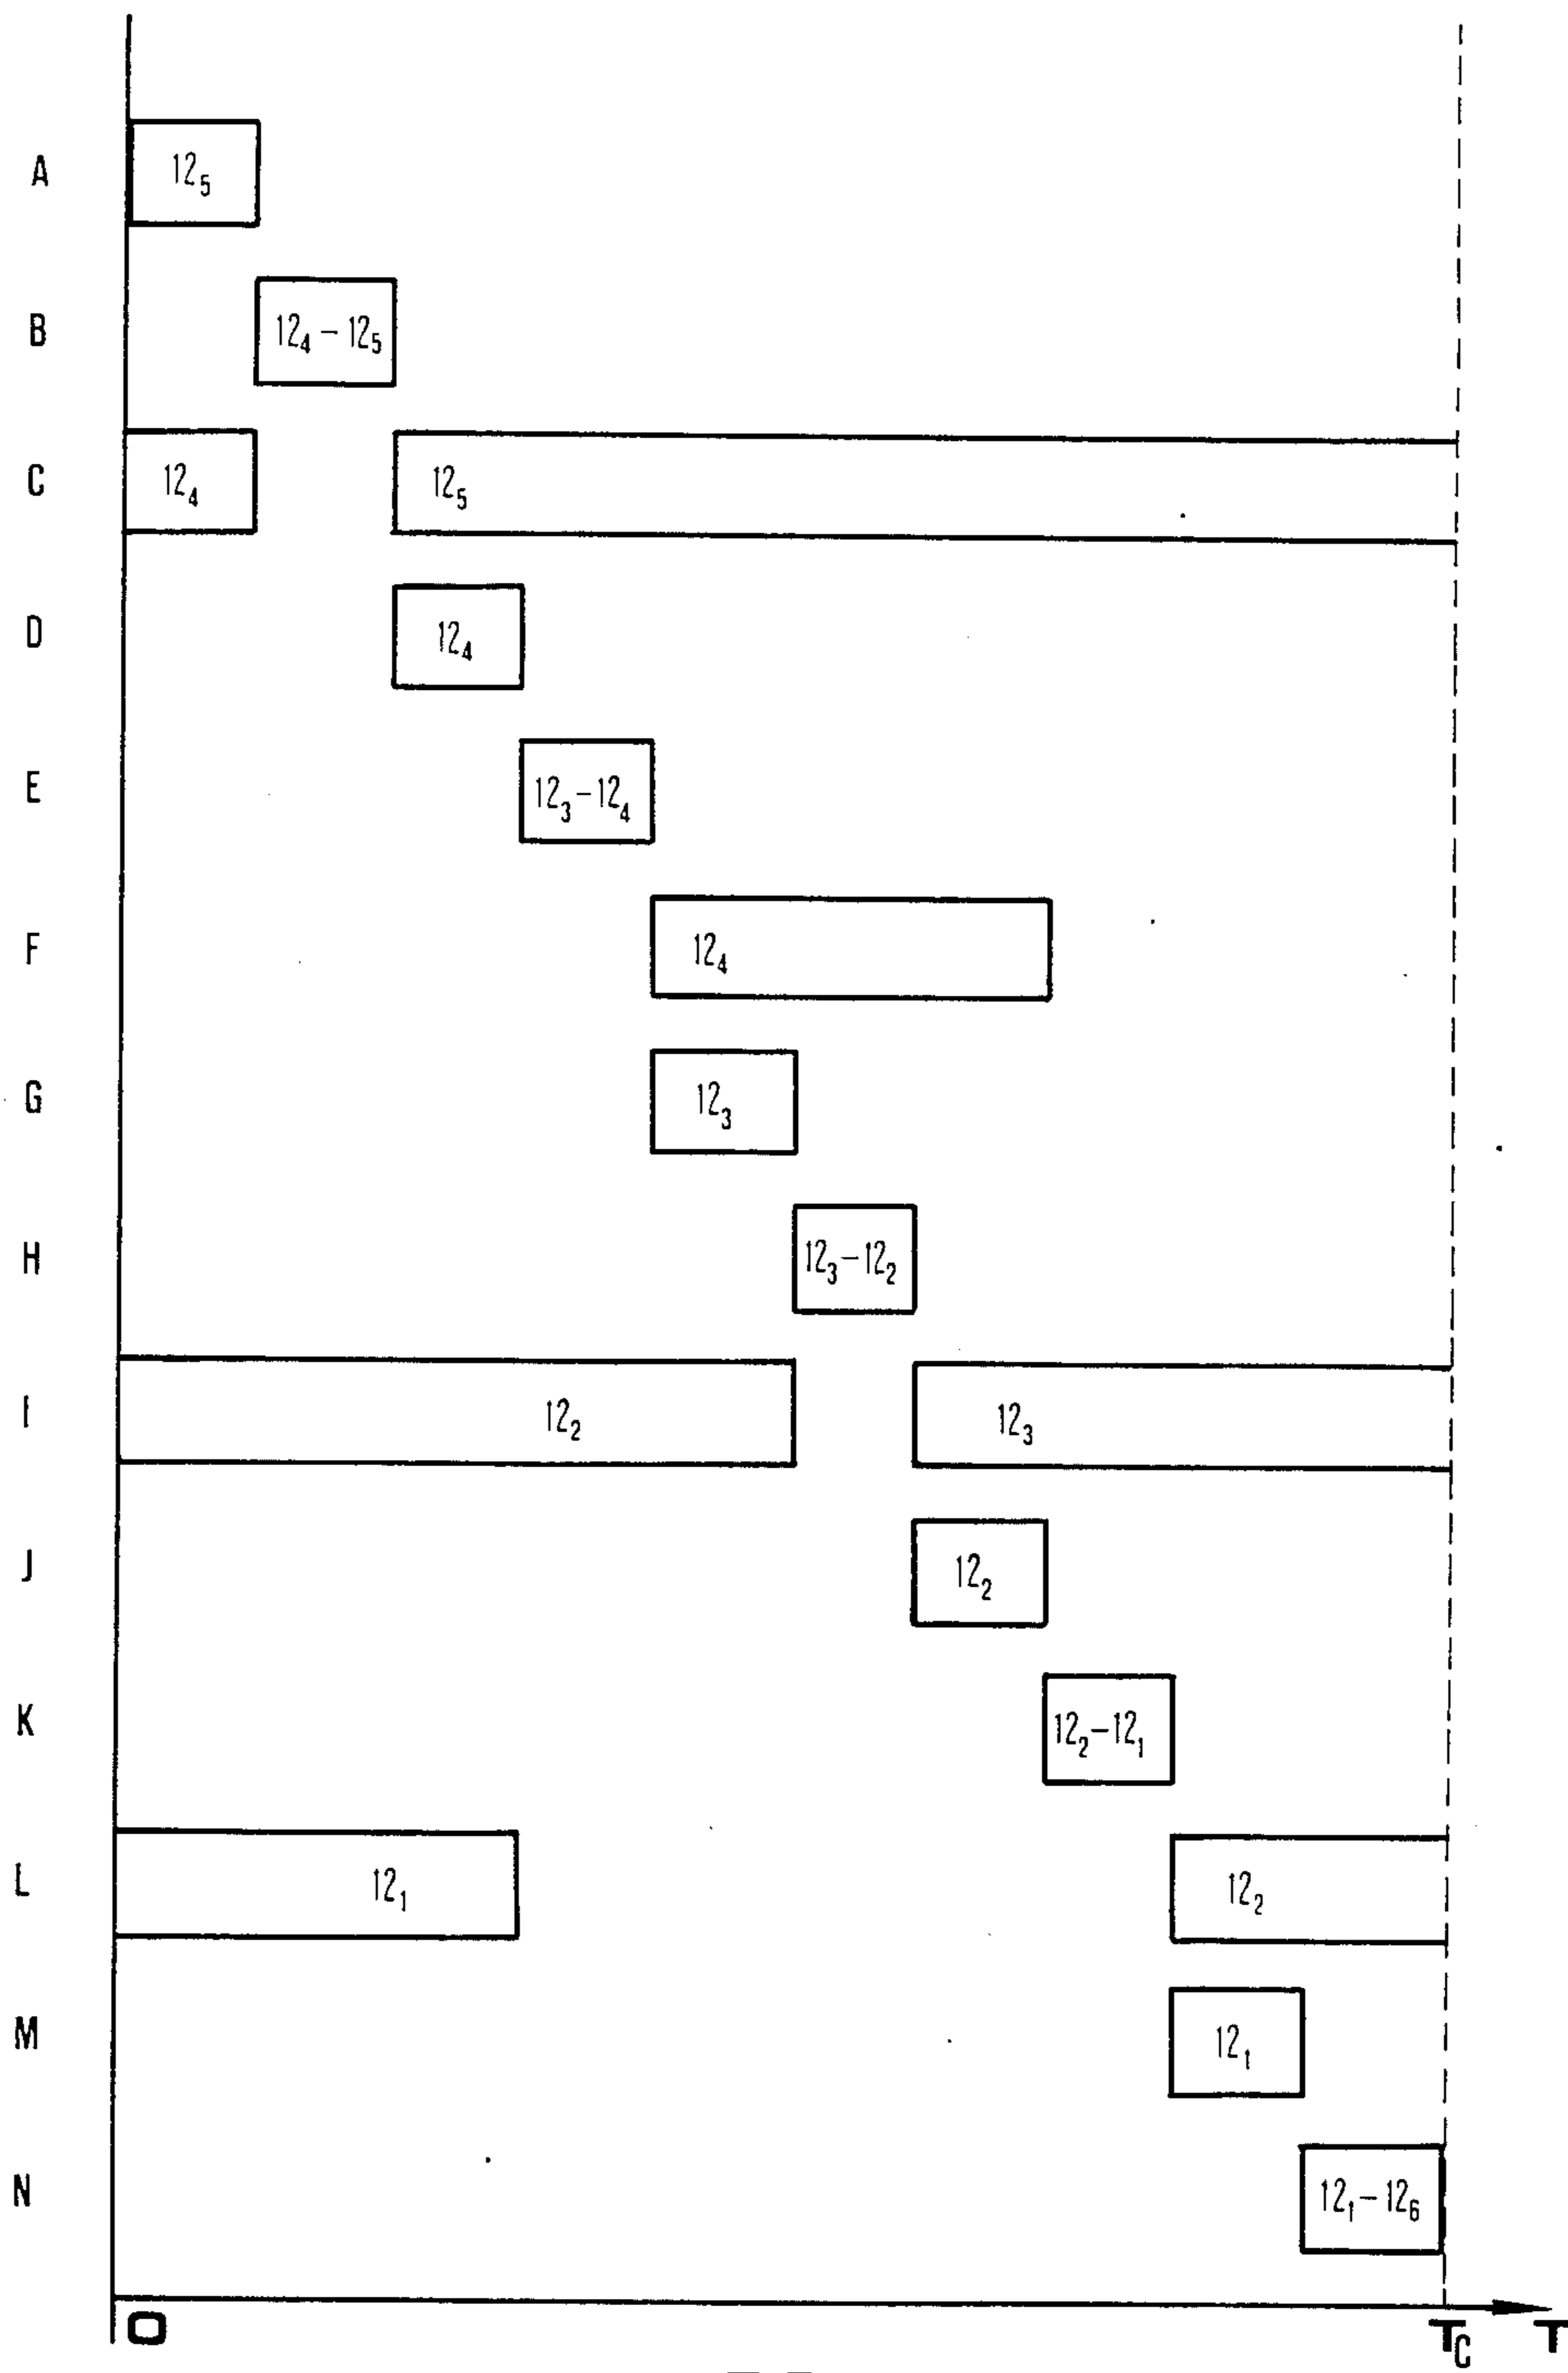 A 12₅
B 12₄–12₅
C 12₄ 12₅
D 12₄
E 12₃–12₄
F 12₄
G 12₃
H 12₃–12₂
I 12₂ 12₃
J 12₂
K 12₂–12₁
L 12₁ 12₂
M 12₁
N 12₁–12₆
O T_C T